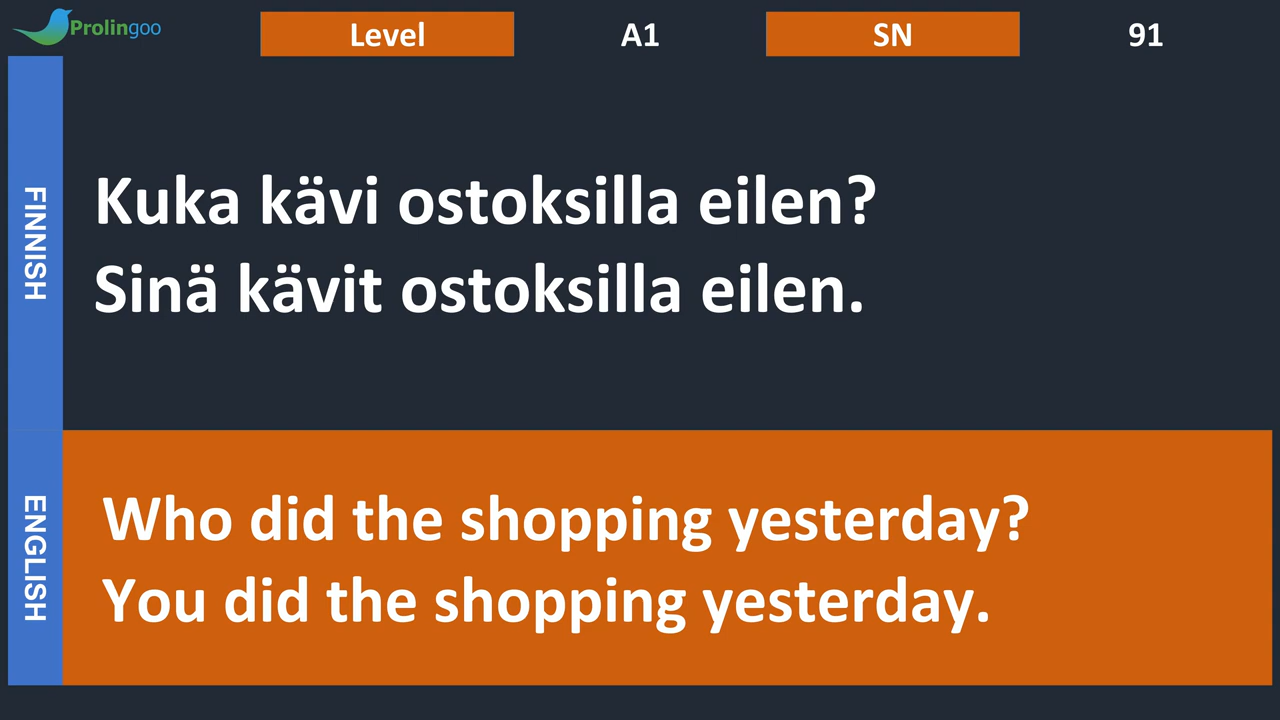 Prolingoo
Level A1 SN 91
FINNISH
Kuka kävi ostoksilla eilen?
Sinä kävit ostoksilla eilen.
ENGLISH
Who did the shopping yesterday?
You did the shopping yesterday.